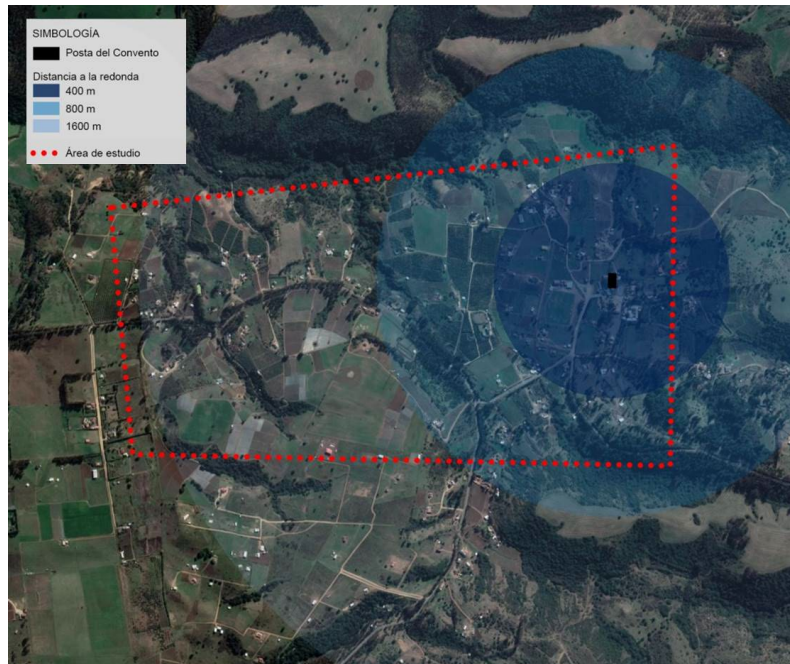 SIMBOLOGÍA
Posta del Convento
Distancia a la redonda
400 m
800 m
1600 m
Área de estudio